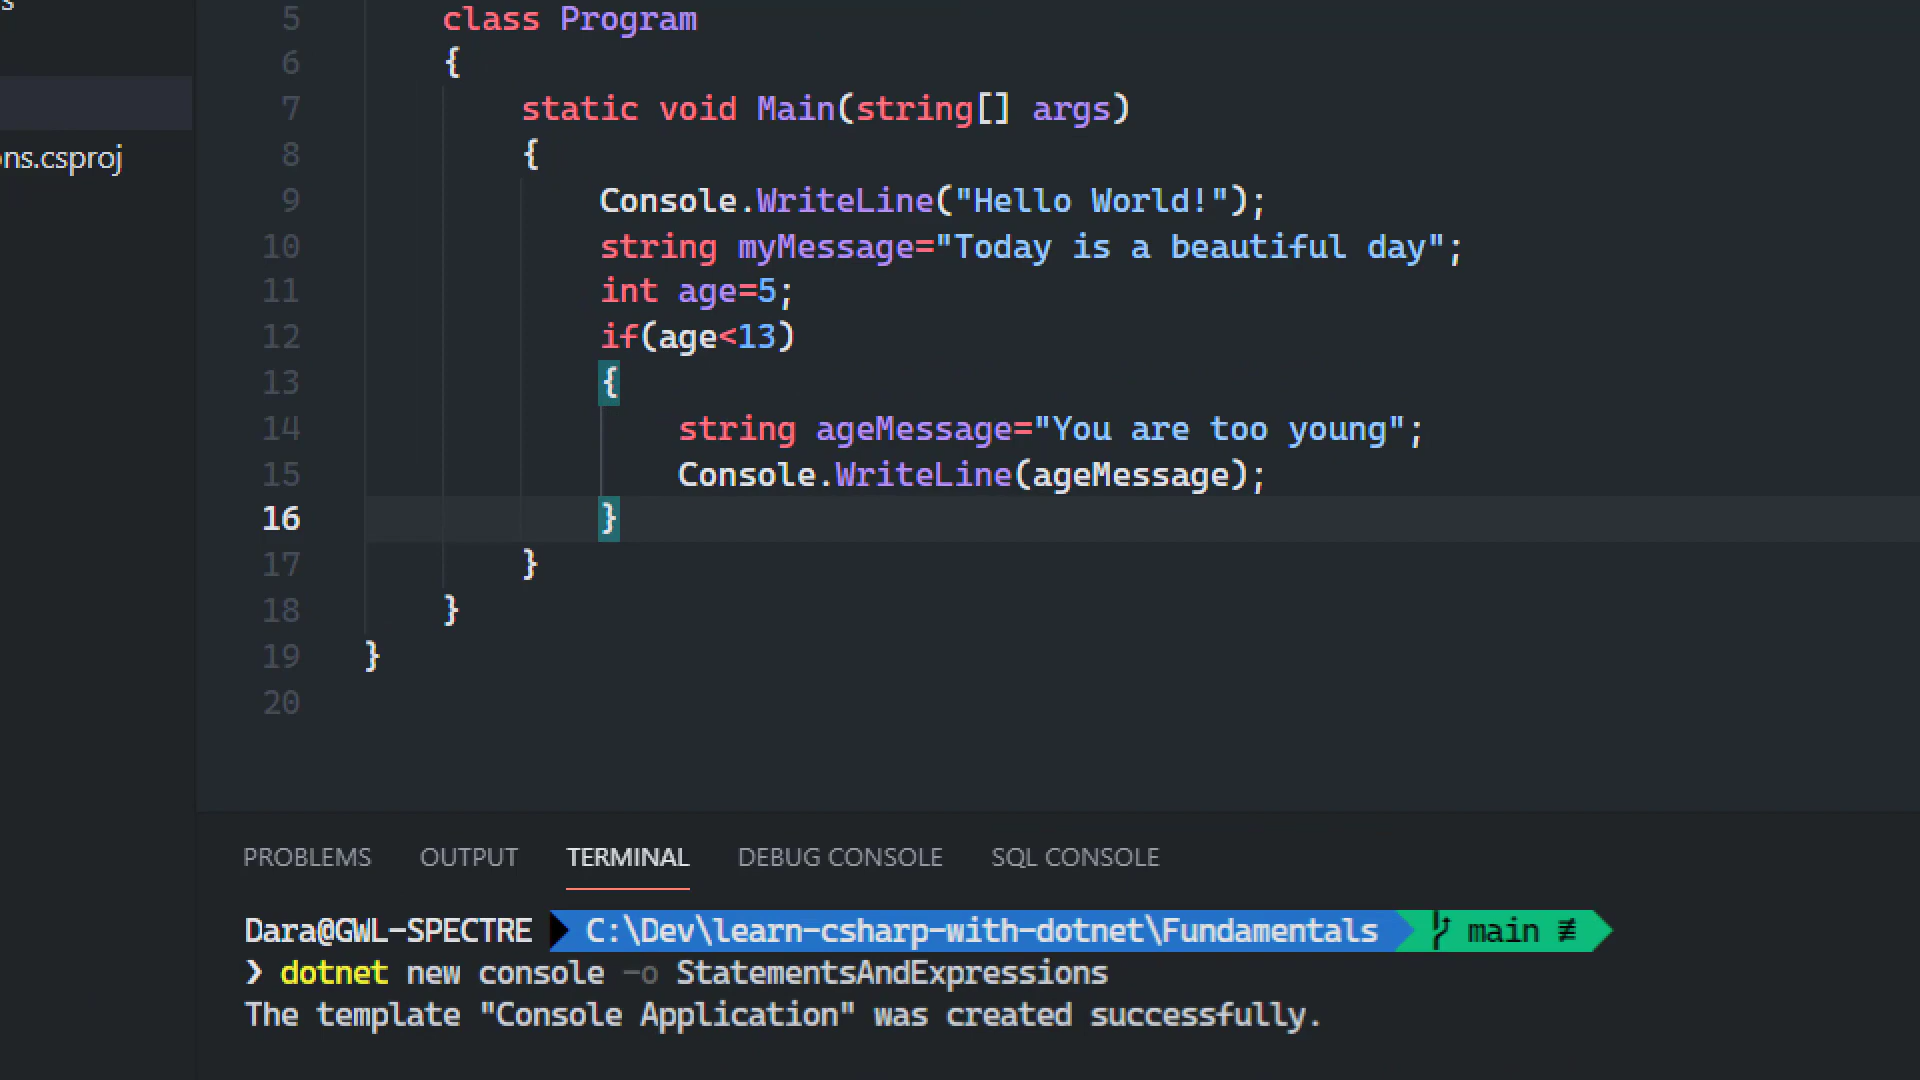 s
5 class Program
6 {
7 static void Main(string[] args)
ns.csproj
8 {
9 Console.WriteLine("Hello World!");
10 string myMessage="Today is a beautiful day";
11 int age=5;
12 if(age<13)
13 {
14 string ageMessage="You are too young";
15 Console.WriteLine(ageMessage);
16 }
17 }
18 }
19 }
20
PROBLEMS OUTPUT TERMINAL DEBUG CONSOLE SQL CONSOLE
Dara@GWL-SPECTRE C:\Dev\learn-csharp-with-dotnet\Fundamentals main ≢
❯ dotnet new console -o StatementsAndExpressions
The template "Console Application" was created successfully.